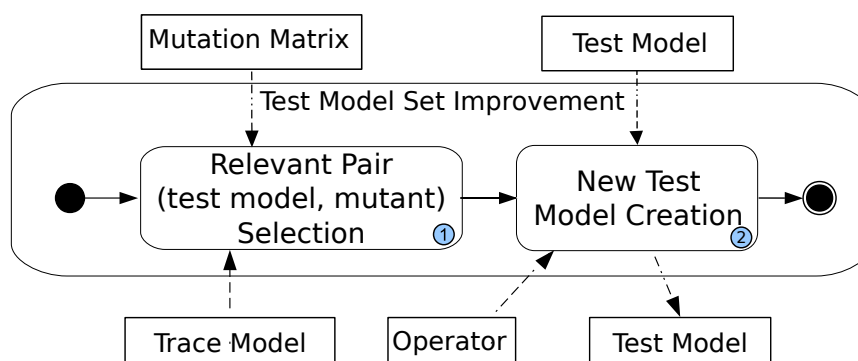 Mutation Matrix
Test Model
Test Model Set Improvement
Relevant Pair
(test model, mutant)
Selection
1
New Test
Model Creation
2
Trace Model
Operator
Test Model